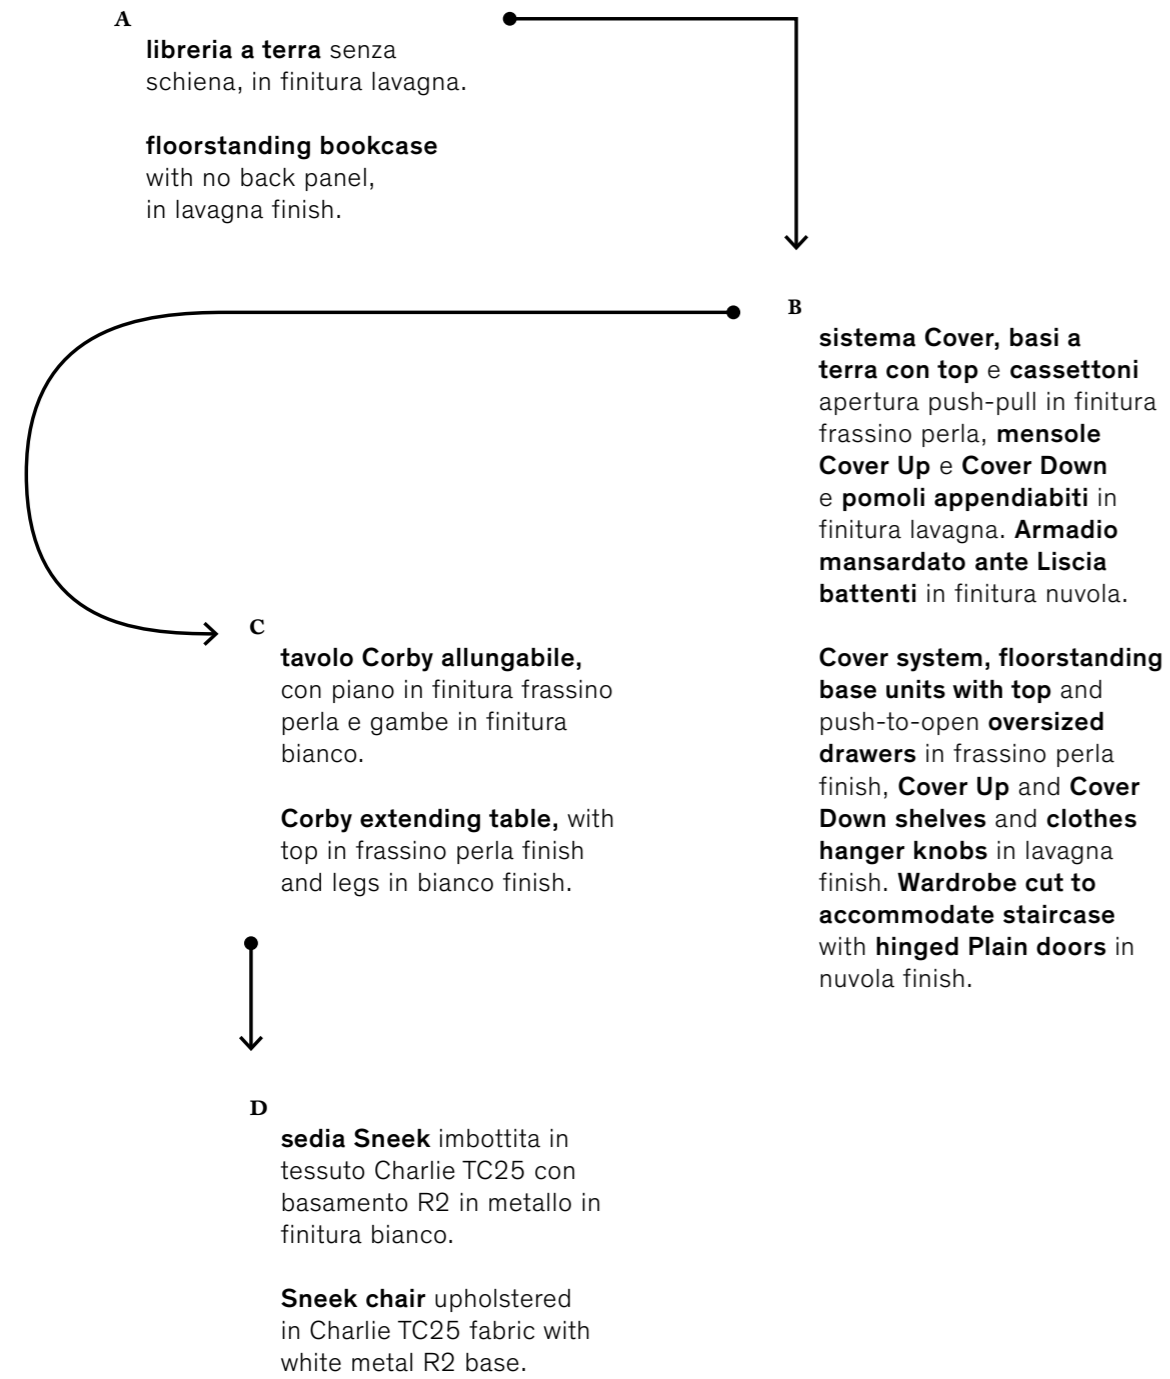 A
libreria a terra senza
schiena, in finitura lavagna.
floorstanding bookcase
with no back panel,
in lavagna finish.
B
sistema Cover, basi a
terra con top e cassettoni
apertura push-pull in finitura
frassino perla, mensole
Cover Up e Cover Down
e pomoli appendiabiti in
finitura lavagna. Armadio
mansardato ante Liscia
battenti in finitura nuvola.
Cover system, floorstanding
base units with top and
push-to-open oversized
drawers in frassino perla
finish, Cover Up and Cover
Down shelves and clothes
hanger knobs in lavagna
finish. Wardrobe cut to
accommodate staircase
with hinged Plain doors in
nuvola finish.
C
tavolo Corby allungabile,
con piano in finitura frassino
perla e gambe in finitura
bianco.
Corby extending table, with
top in frassino perla finish
and legs in bianco finish.
D
sedia Sneek imbottita in
tessuto Charlie TC25 con
basamento R2 in metallo in
finitura bianco.
Sneek chair upholstered
in Charlie TC25 fabric with
white metal R2 base.